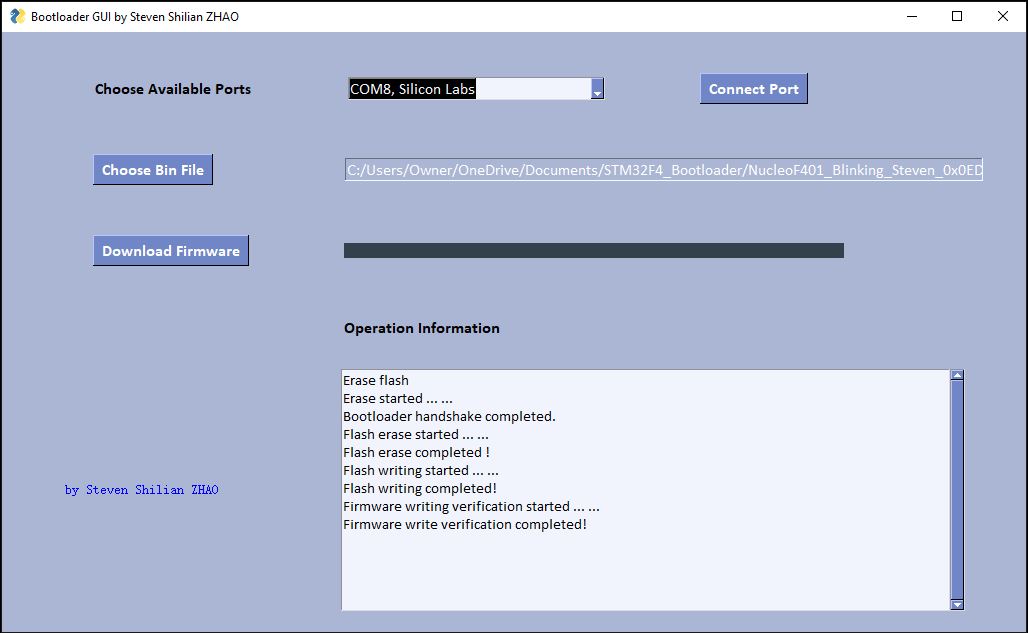 Bootloader GUI by Steven Shilian ZHAO
Choose Available Ports
COM8, Silicon Labs
Connect Port
Choose Bin File
C:/Users/Owner/OneDrive/Documents/STM32F4_Bootloader/NucleoF401_Blinking_Steven_0x0ED
Download Firmware
Operation Information
Erase flash
Erase started ... ...
Bootloader handshake completed.
Flash erase started ... ...
Flash erase completed !
Flash writing started ... ...
Flash writing completed!
Firmware writing verification started ... ...
Firmware write verification completed!
by Steven Shilian ZHAO